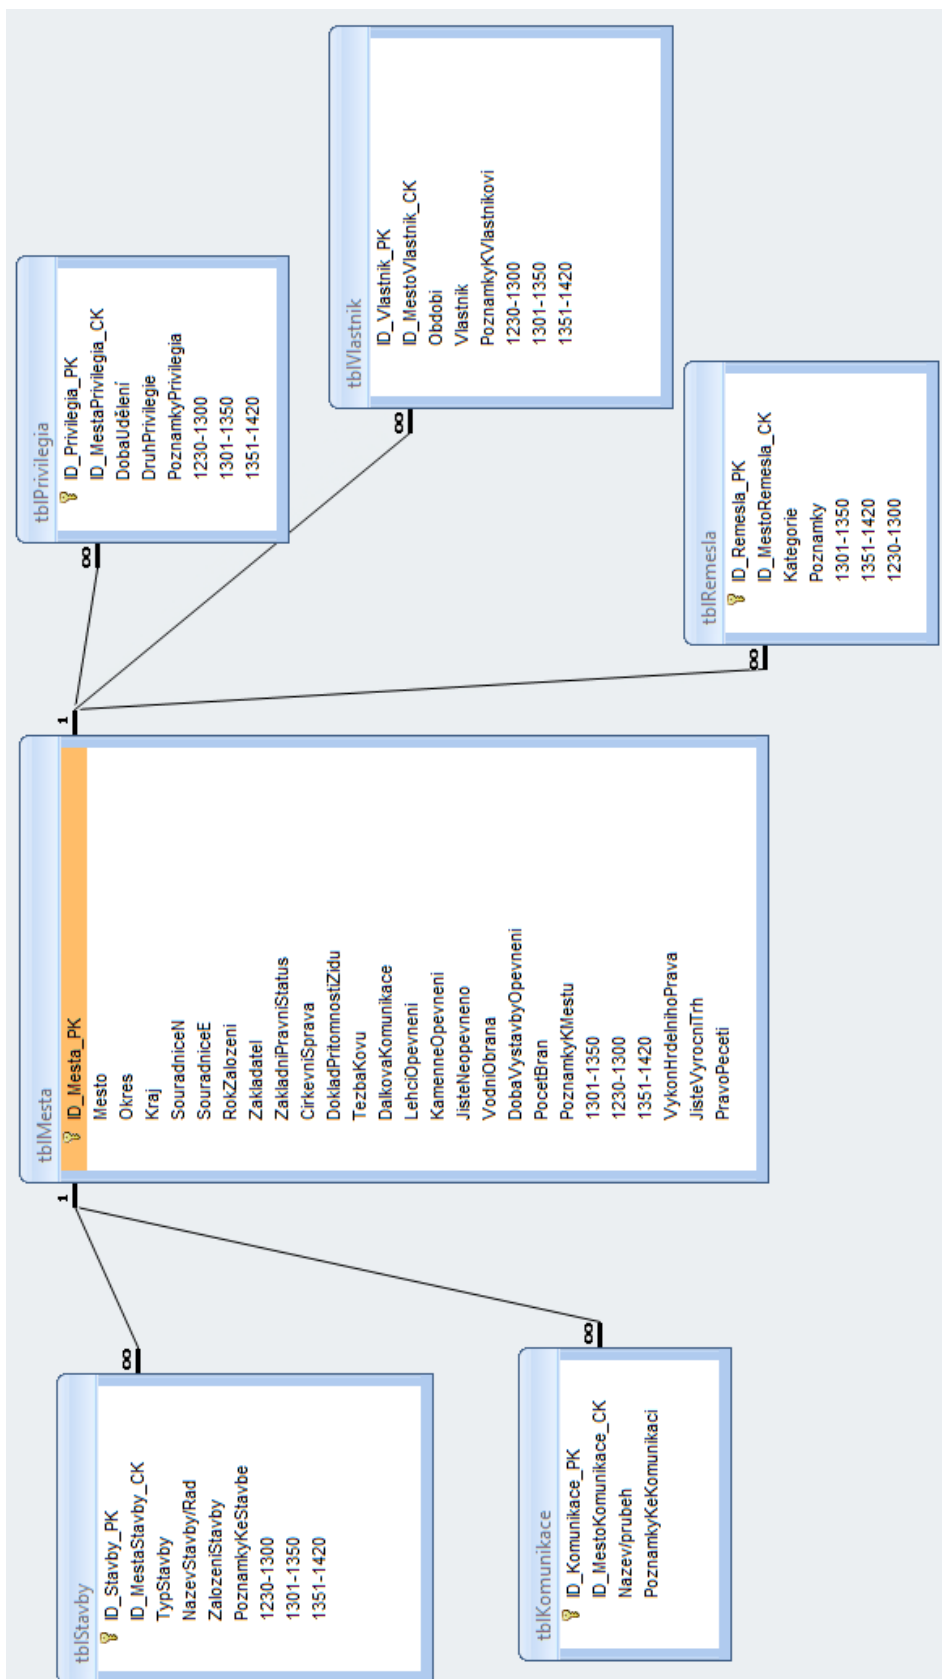 tblStavby
ID_Stavby_PK
ID_MestaStavby_CK
TypStavby
NazevStavby/Rad
ZalozeniStavby
PoznamkyKeStavbe
1230-1300
1301-1350
1351-1420
∞
tblKomunikace
ID_Komunikace_PK
ID_MestoKomunikace_CK
Nazev/prubeh
PoznamkyKeKomunikaci
∞
1
tblMesta
ID_Mesta_PK
Mesto
Okres
Kraj
SouradniceN
SouradniceE
RokZalozeni
Zakladatel
ZakladniPravniStatus
CirkevniSprava
DokladPritomnostiZidu
TezbaKovu
DalkovaKomunikace
LehciOpevneni
KamenneOpevneni
JisteNeopevneno
VodniObrana
DobaVystavbyOpevneni
PocetBran
PoznamkyKMestu
1301-1350
1230-1300
1351-1420
VykonHrdelnihoPrava
JisteVyrocniTrh
PravoPeceti
1
∞
tblPrivilegia
ID_Privilegia_PK
ID_MestaPrivilegia_CK
DobaUdělení
DruhPrivilegie
PoznamkyPrivilegia
1230-1300
1301-1350
1351-1420
∞
tblVlastnik
ID_Vlastnik_PK
ID_MestoVlastnik_CK
Obdobi
Vlastnik
PoznamkyKVlastnikovi
1230-1300
1301-1350
1351-1420
∞
tblRemesla
ID_Remesla_PK
ID_MestoRemesla_CK
Kategorie
Poznamky
1301-1350
1351-1420
1230-1300